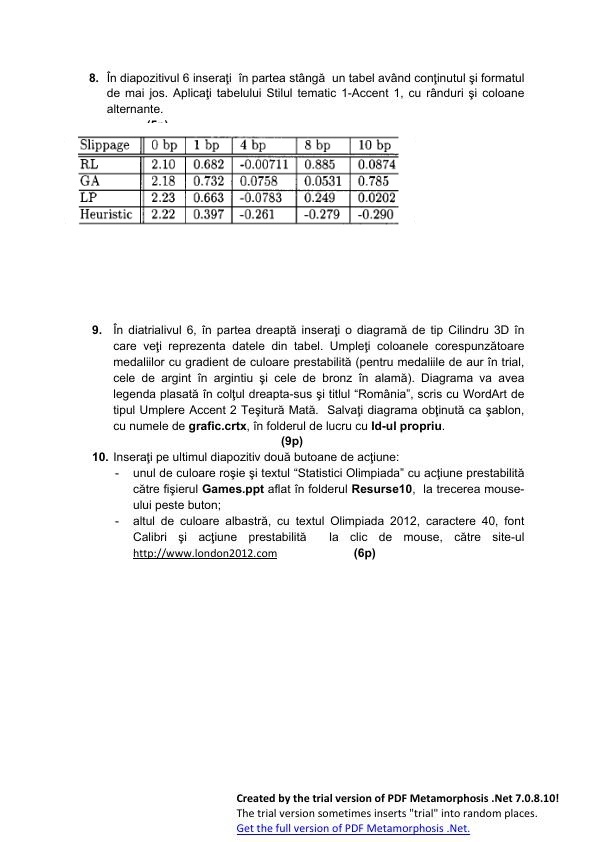 8. În diapozitivul 6 inseraţi în partea stângă un tabel având conţinutul şi formatul
de mai jos. Aplicaţi tabelului Stilul tematic 1-Accent 1, cu rânduri şi coloane
alternante.
Slippage 0 bp 1 bp 4 bp 8 bp 10 bp
RL 2.10 0.682 -0.00711 0.885 0.0874
GA 2.18 0.732 0.0758 0.0531 0.785
LP 2.23 0.663 -0.0783 0.249 0.0202
Heuristic 2.22 0.397 -0.261 -0.279 -0.290
9. În diatrialivul 6, în partea dreaptă inseraţi o diagramă de tip Cilindru 3D în
care veţi reprezenta datele din tabel. Umpleţi coloanele corespunzătoare
medaliilor cu gradient de culoare prestabilită (pentru medaliile de aur în trial,
cele de argint în argintiu şi cele de bronz în alamă). Diagrama va avea
legenda plasată în colţul dreapta-sus şi titlul “România”, scris cu WordArt de
tipul Umplere Accent 2 Teşitură Mată. Salvaţi diagrama obţinută ca şablon,
cu numele de grafic.crtx, în folderul de lucru cu Id-ul propriu.
(9p)
10. Inseraţi pe ultimul diapozitiv două butoane de acţiune:
- unul de culoare roşie şi textul “Statistici Olimpiada” cu acţiune prestabilită
către fişierul Games.ppt aflat în folderul Resurse10, la trecerea mouse-
ului peste buton;
- altul de culoare albastră, cu textul Olimpiada 2012, caractere 40, font
Calibri şi acţiune prestabilită la clic de mouse, către site-ul
http://www.london2012.com (6p)
Created by the trial version of PDF Metamorphosis .Net 7.0.8.10!
The trial version sometimes inserts "trial" into random places.
Get the full version of PDF Metamorphosis .Net.